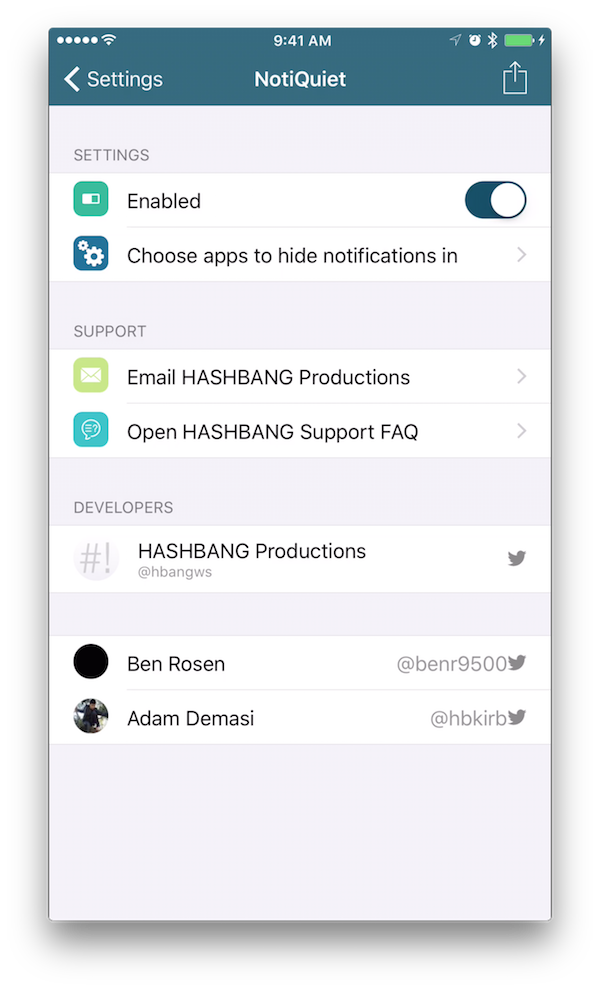 9:41 AM
Settings
NotiQuiet
SETTINGS
Enabled
Choose apps to hide notifications in
SUPPORT
Email HASHBANG Productions
Open HASHBANG Support FAQ
DEVELOPERS
#!
HASHBANG Productions
@hbangws
Ben Rosen
@benr9500
Adam Demasi
@hbkirb